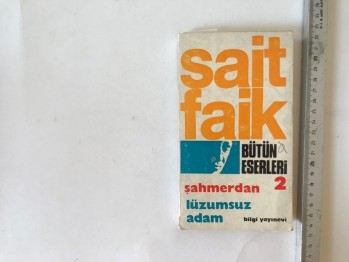 sait
faik
BÜTÜN
ESERLERİ
2
şahmerdan
lüzumsuz
adam
bilgi yayınevi